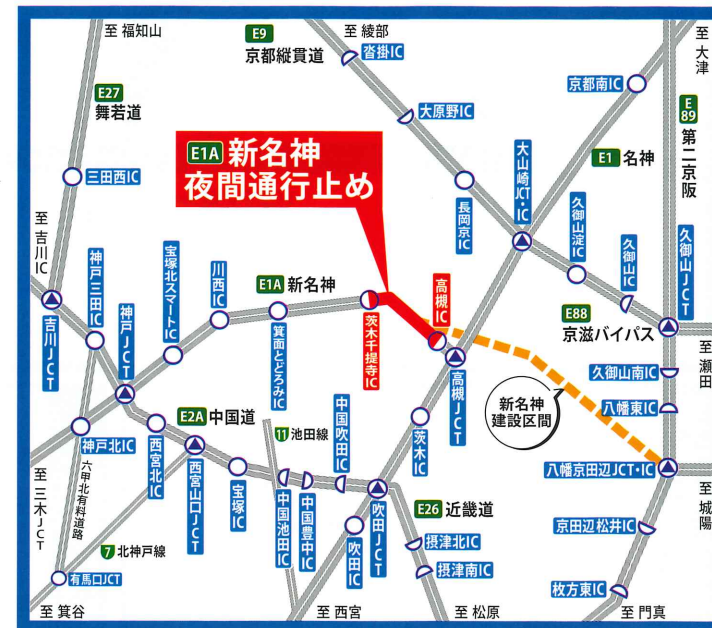 至 福知山
E9
京都縦貫道
至 綾部
沓掛IC
至 大津
京都南IC
E27
舞若道
大原野IC
E89
第二京阪
E1A 新名神
夜間通行止め
E1 名神
三田西IC
大山崎JCT・IC
長岡京IC
久御山淀IC
久御山IC
久御山JCT
至 吉川IC
神戸三田IC
宝塚北スマートIC
川西IC
E1A 新名神
高槻IC
E88
京滋バイパス
吉川JCT
神戸JCT
箕面とどろみIC
茨木千提寺IC
高槻JCT
至 瀬田
久御山南IC
新名神
建設区間
八幡東IC
E2A 中国道
茨木IC
神戸北IC
11 池田線
中国吹田IC
西宮北IC
西宮山口JCT
宝塚IC
中国池田IC
中国豊中IC
吹田JCT
八幡京田辺JCT・IC
至 三木JCT
六甲北有料道路
E26 近畿道
至 城陽
吹田IC
京田辺松井IC
7 北神戸線
摂津北IC
摂津南IC
有馬口JCT
枚方東IC
至 箕谷
至 西宮
至 松原
至 門真